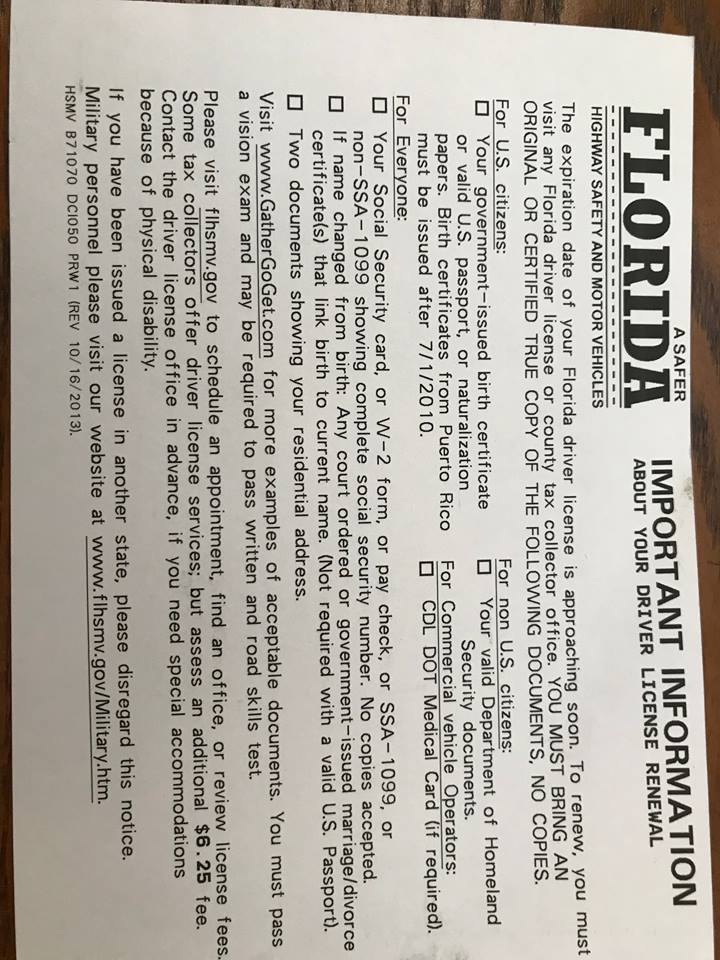 A SAFER
FLORIDA
HIGHWAY SAFETY AND MOTOR VEHICLES
IMPORTANT INFORMATION
ABOUT YOUR DRIVER LICENSE RENEWAL
The expiration date of your Florida driver license is approaching soon. To renew, you must
visit any Florida driver license or county tax collector office. YOU MUST BRING AN
ORIGINAL OR CERTIFIED TRUE COPY OF THE FOLLOWING DOCUMENTS, NO COPIES.
For U.S. citizens:
Your government-issued birth certificate
or valid U.S. passport, or naturalization
papers. Birth certificates from Puerto Rico
must be issued after 7/1/2010.
For non U.S. citizens:
Your valid Department of Homeland
Security documents.
For Commercial vehicle Operators:
CDL DOT Medical Card (if required).
For Everyone:
Your Social Security card, or W-2 form, or pay check, or SSA-1099, or
non-SSA-1099 showing complete social security number. No copies accepted.
If name changed from birth: Any court ordered or government-issued marriage/divorce
certificate(s) that link birth to current name. (Not required with a valid U.S. Passport).
Two documents showing your residential address.
Visit www.GatherGoGet.com for more examples of acceptable documents. You must pass
a vision exam and may be required to pass written and road skills test.
Please visit flhsmv.gov to schedule an appointment, find an office, or review license fees.
Some tax collectors offer driver license services; but assess an additional $6.25 fee.
Contact the driver license office in advance, if you need special accommodations
because of physical disability.
If you have been issued a license in another state, please disregard this notice.
Military personnel please visit our website at www.flhsmv.gov/Military.htm.
HSMV B71070 DCI050 PRW1 (REV 10/16/2013).